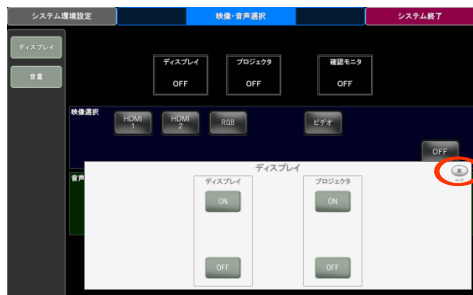 システム環境設定
映像・音声選択
システム終了
ディスプレイ
音量
ディスプレイ
OFF
プロジェクタ
OFF
確認モニタ
OFF
映像選択
HDMI
1
HDMI
2
RGB
ビデオ
OFF
音声
ディスプレイ
ディスプレイ
ON
OFF
プロジェクタ
ON
OFF